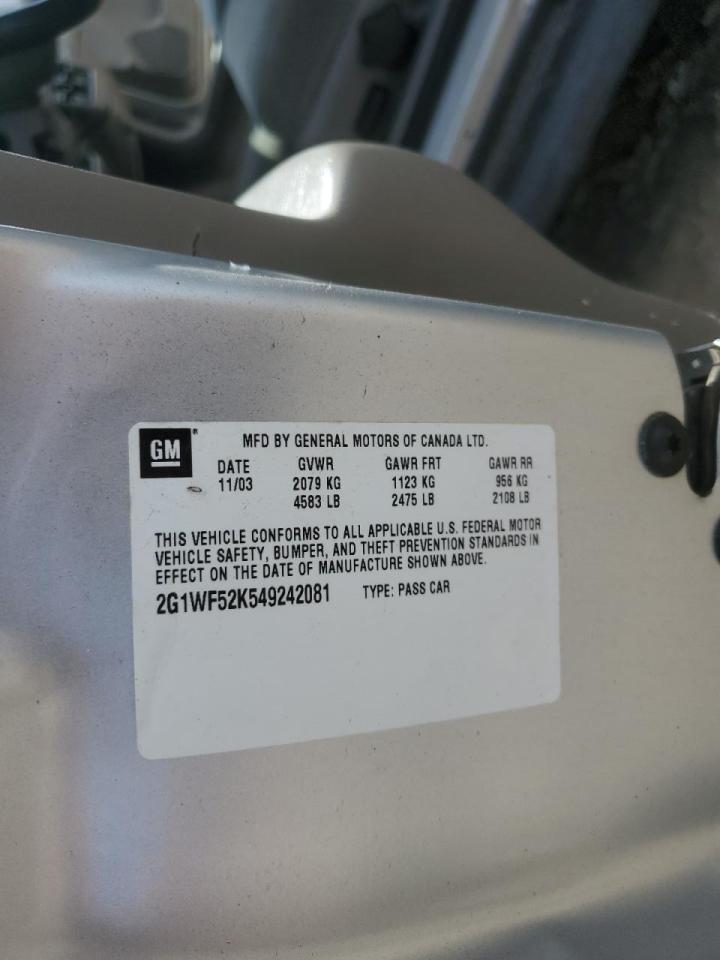 GM ® MFD BY GENERAL MOTORS OF CANADA LTD.
DATE GVWR GAWR FRT GAWR RR
11/03 2079 KG 1123 KG 956 KG
4583 LB 2475 LB 2108 LB
THIS VEHICLE CONFORMS TO ALL APPLICABLE U.S. FEDERAL MOTOR
VEHICLE SAFETY, BUMPER, AND THEFT PREVENTION STANDARDS IN
EFFECT ON THE DATE OF MANUFACTURE SHOWN ABOVE.
2G1WF52K549242081 TYPE: PASS CAR